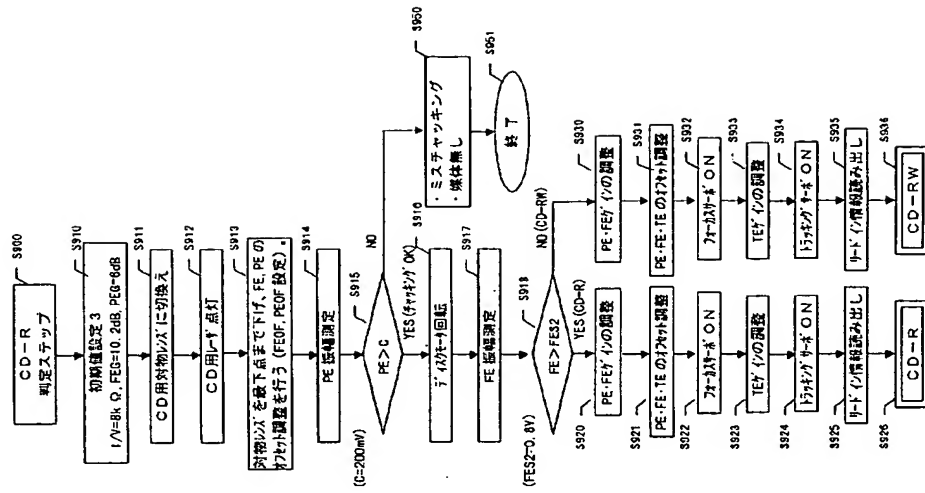 S900
CD-R
判定ステップ
S910
初期値設定3
I/V=8kΩ, FEG=10.2dB, PEG=6dB
S911
CD用対物レンズに切換え
S912
CD用レーザ点灯
S913
対物レンズを最下点まで下げ、FE, PEの
オフセット調整を行う (FEOF, PEOF設定)。
S914
PE振幅測定
S915
PE>C
(C=200mV)
NO
S950
・ミスチャッキング
・媒体無し
S951
終了
YES(チャッキングOK)
S916
ディスクモータ回転
S917
FE振幅測定
S918
FE>FES2
(FES2=0.8V)
YES(CD-R)
NO(CD-RW)
S920
PE・FEゲインの調整
S921
PE・FE・TEのオフセット調整
S922
フォーカスサーボON
S923
TEゲインの調整
S924
トラッキングサーボON
S925
リードイン情報読み出し
S926
CD-R
S930
PE・FEゲインの調整
S931
PE・FE・TEのオフセット調整
S932
フォーカスサーボON
S933
TEゲインの調整
S934
トラッキングサーボON
S935
リードイン情報読み出し
S936
CD-RW